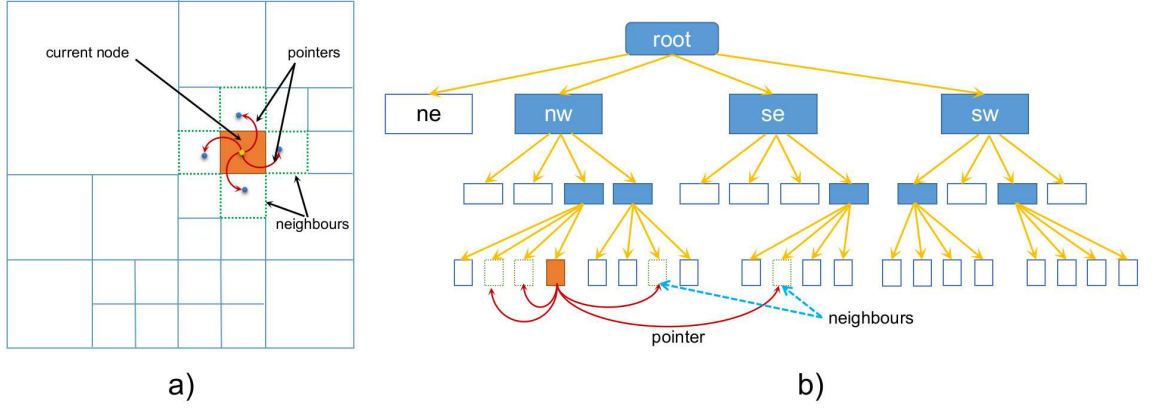 current node
pointers
neighbours
a)
root
ne
nw
se
sw
neighbours
pointer
b)